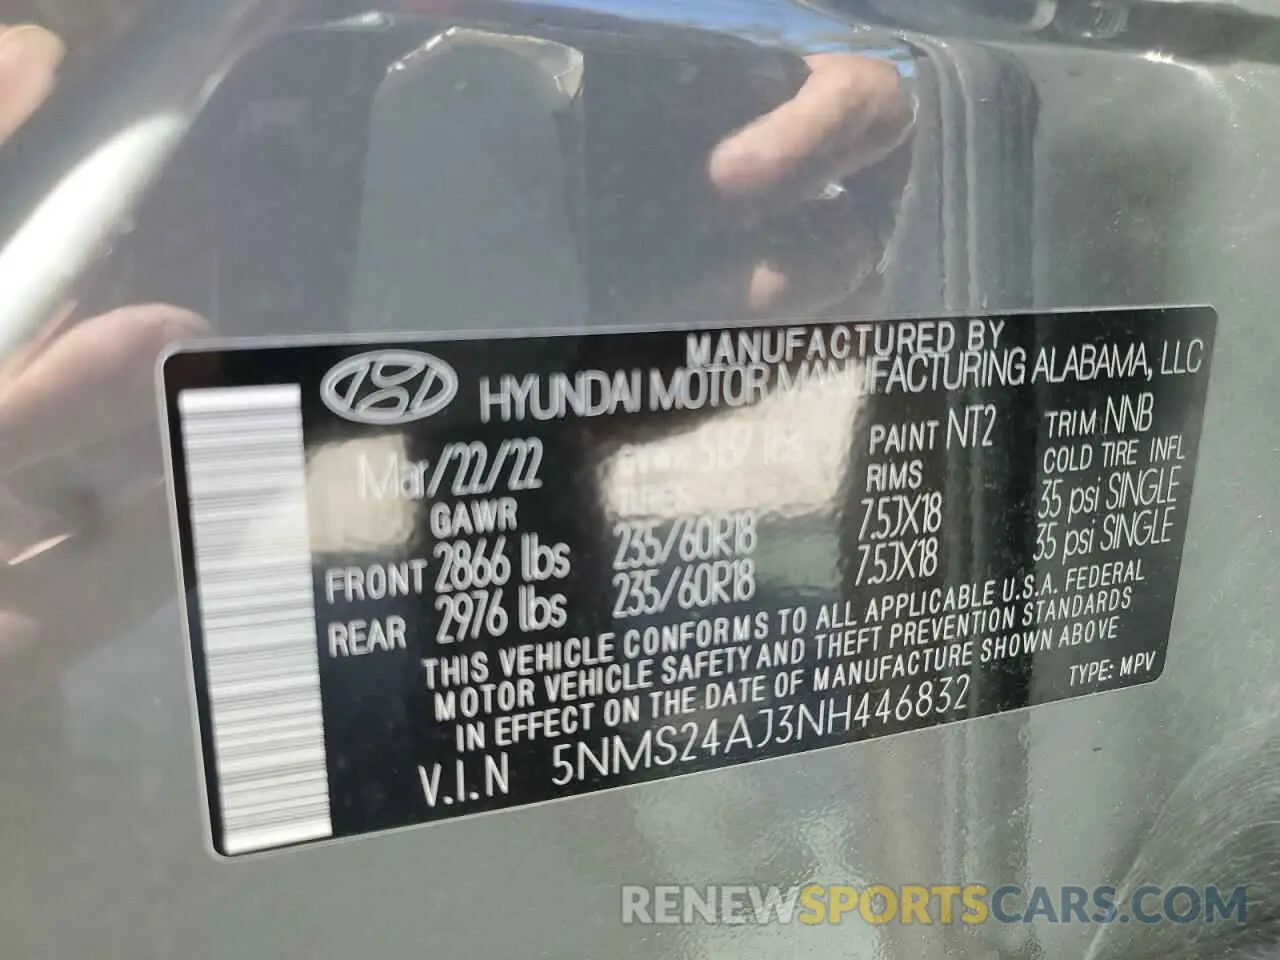 MANUFACTURED BY
HYUNDAI MOTOR MANUFACTURING ALABAMA, LLC
Mar/22/22 PAINT NT2 TRIM NNB
GAWR TIRES RIMS COLD TIRE INFL
FRONT 2866 lbs 235/60R18 7.5JX18 35 psi SINGLE
REAR 2976 lbs 235/60R18 7.5JX18 35 psi SINGLE
THIS VEHICLE CONFORMS TO ALL APPLICABLE U.S.A. FEDERAL
MOTOR VEHICLE SAFETY AND THEFT PREVENTION STANDARDS
IN EFFECT ON THE DATE OF MANUFACTURE SHOWN ABOVE
V.I.N 5NMS24AJ3NH446832 TYPE: MPV
RENEWSPORTSCARS.COM